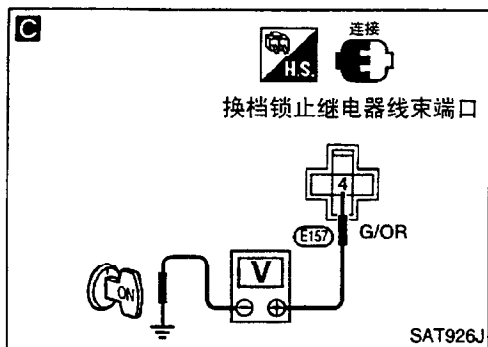 C
连接
H.S.
换档锁止继电器线束端口
4
E157 G/OR
ON
V
⊖ ⊕
SAT926J